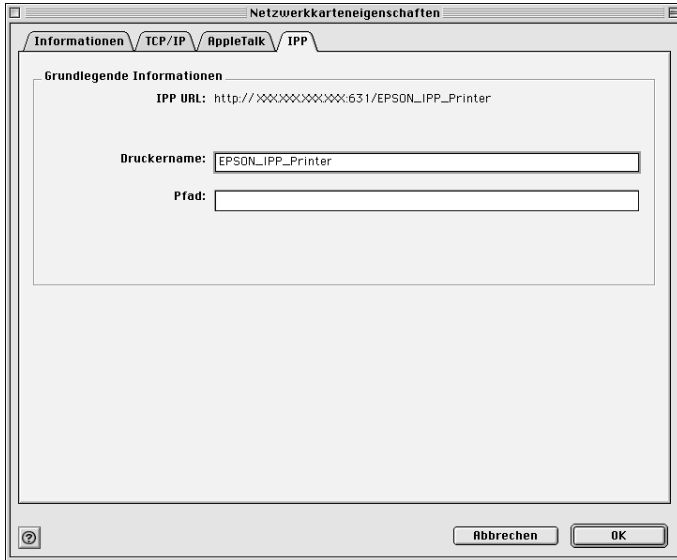 Netzwerkkarteneigenschaften
Informationen TCP/IP AppleTalk IPP
Grundlegende Informationen
IPP URL: http://XXX.XXX.XXX.XXX:631/EPSON_IPP_Printer
Druckername: EPSON_IPP_Printer
Pfad:
? Abbrechen OK